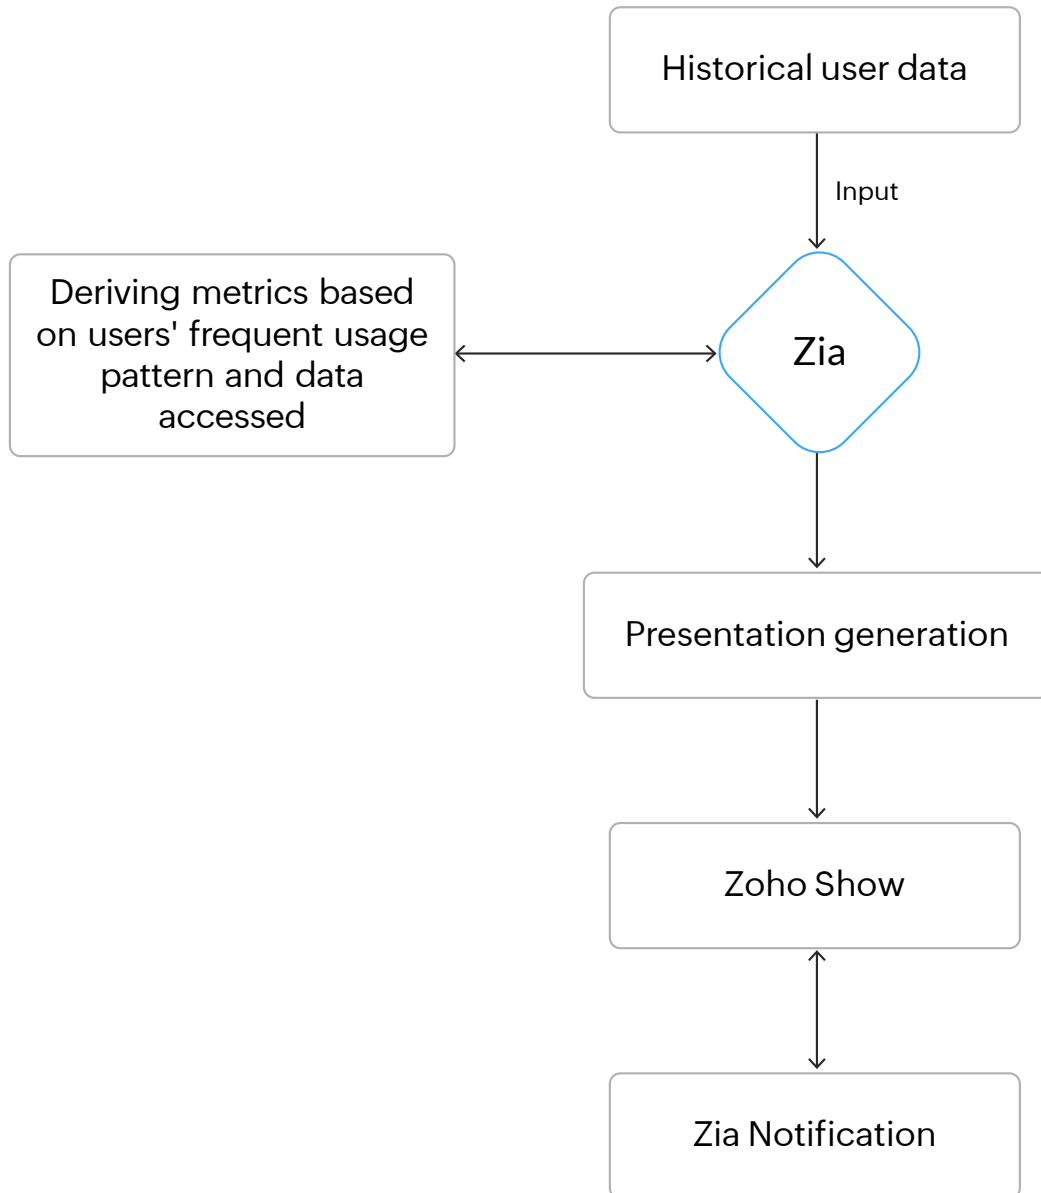 Historical user data
Input
Deriving metrics based
on users' frequent usage
pattern and data
accessed
Zia
Presentation generation
Zoho Show
Zia Notification